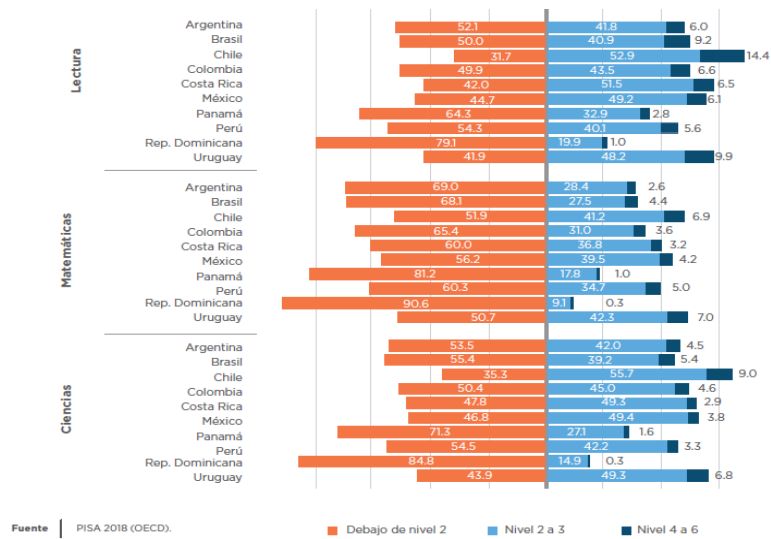 Lectura
Argentina 52.1 41.8 6.0
Brasil 50.0 40.9 9.2
Chile 31.7 52.9 14.4
Colombia 49.9 43.5 6.6
Costa Rica 42.0 51.5 6.5
México 44.7 49.2 6.1
Panamá 64.3 32.9 2.8
Perú 54.3 40.1 5.6
Rep. Dominicana 79.1 19.9 1.0
Uruguay 41.9 48.2 9.9
Matemáticas
Argentina 69.0 28.4 2.6
Brasil 68.1 27.5 4.4
Chile 51.9 41.2 6.9
Colombia 65.4 31.0 3.6
Costa Rica 60.0 36.8 3.2
México 56.2 39.5 4.2
Panamá 81.2 17.8 1.0
Perú 60.3 34.7 5.0
Rep. Dominicana 90.6 9.1 0.3
Uruguay 50.7 42.3 7.0
Ciencias
Argentina 53.5 42.0 4.5
Brasil 55.4 39.2 5.4
Chile 35.3 55.7 9.0
Colombia 50.4 45.0 4.6
Costa Rica 47.8 49.3 2.9
México 46.8 49.4 3.8
Panamá 71.3 27.1 1.6
Perú 54.5 42.2 3.3
Rep. Dominicana 84.8 14.9 0.3
Uruguay 43.9 49.3 6.8
Fuente PISA 2018 (OECD).
Debajo de nivel 2 Nivel 2 a 3 Nivel 4 a 6